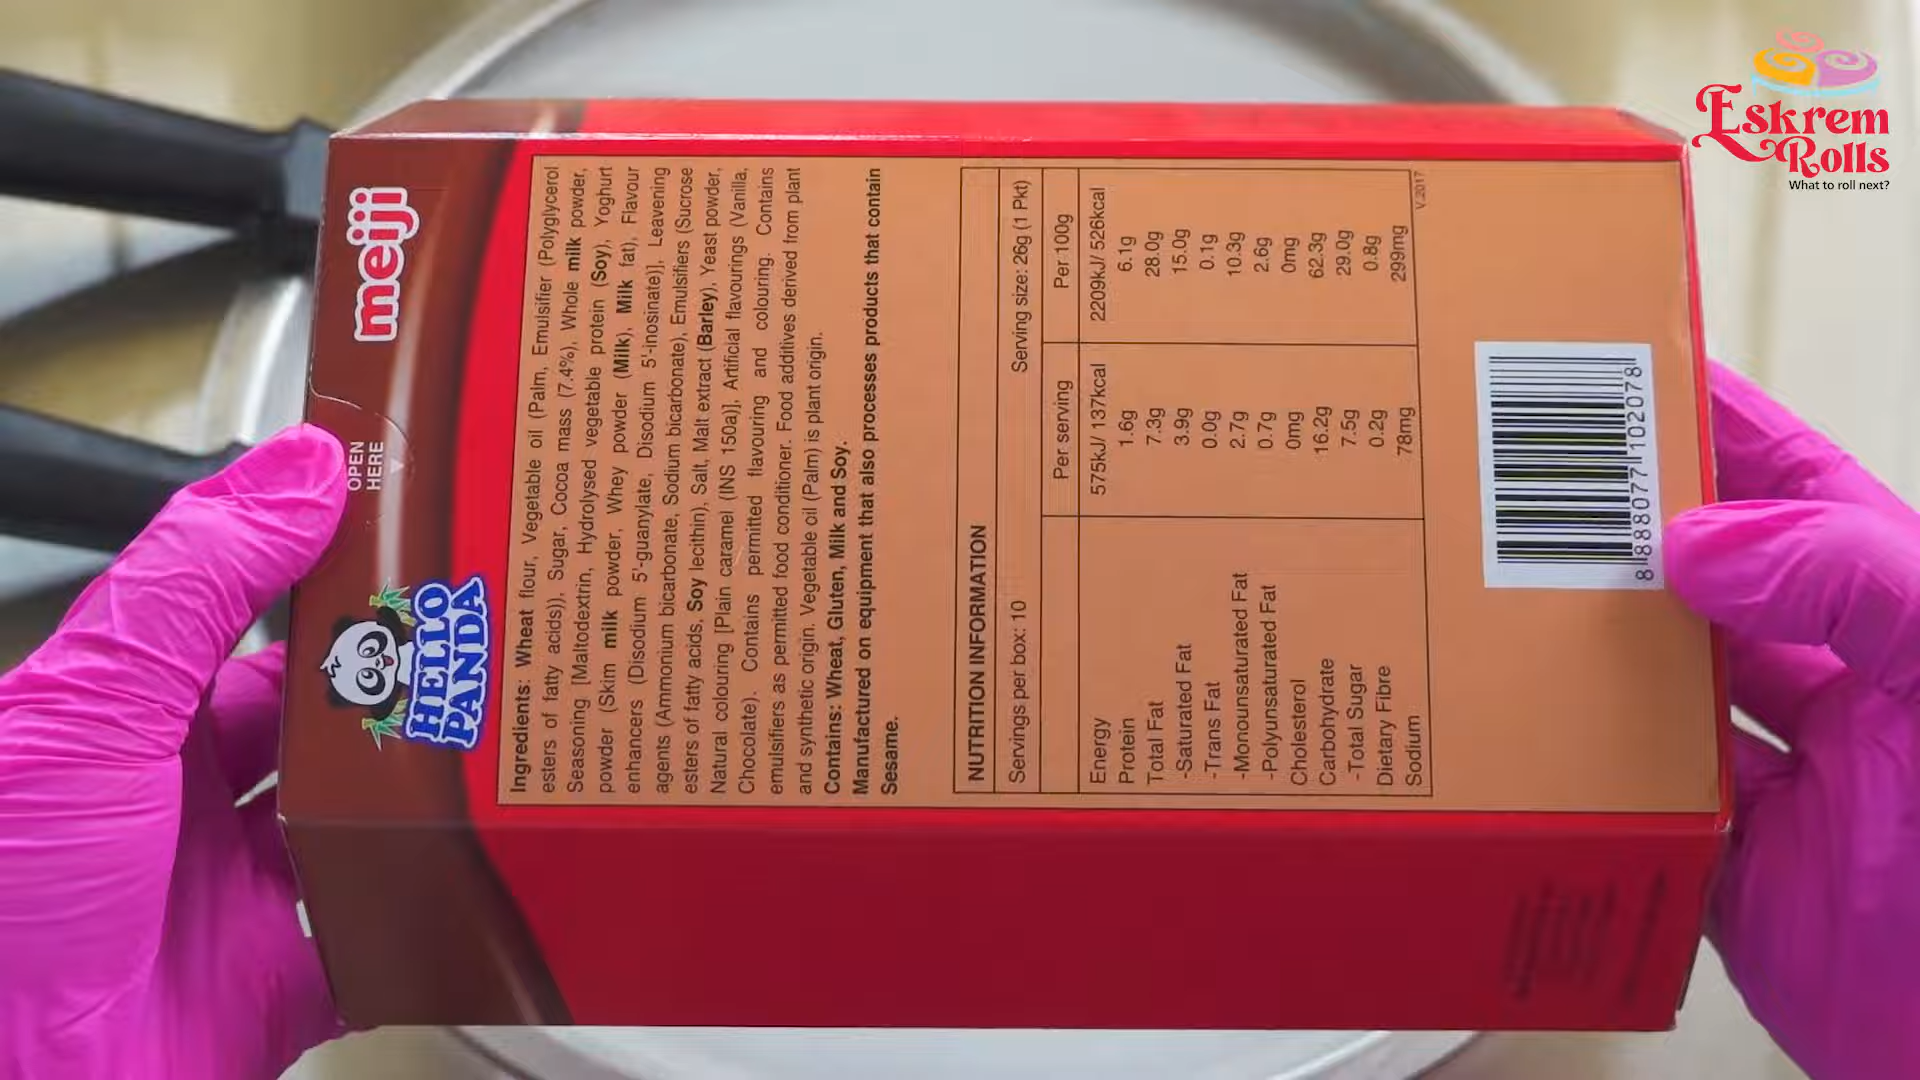 Eskrem
Rolls
What to roll next?
meiji
OPEN
HERE
HELLO
PANDA
Ingredients: Wheat flour, Vegetable oil (Palm, Emulsifier (Polyglycerol
esters of fatty acids)), Sugar, Cocoa mass (7.4%), Whole milk powder,
Seasoning [Maltodextrin, Hydrolysed vegetable protein (Soy), Yoghurt
powder (Skim milk powder, Whey powder (Milk), Milk fat), Flavour
enhancers (Disodium 5'-guanylate, Disodium 5'-inosinate)], Leavening
agents (Ammonium bicarbonate, Sodium bicarbonate), Emulsifiers (Sucrose
esters of fatty acids, Soy lecithin), Salt, Malt extract (Barley), Yeast powder,
Natural colouring [Plain caramel (INS 150a)], Artificial flavourings (Vanilla,
Chocolate). Contains permitted flavouring and colouring. Contains
emulsifiers as permitted food conditioner. Food additives derived from plant
and synthetic origin. Vegetable oil (Palm) is plant origin.
Contains: Wheat, Gluten, Milk and Soy.
Manufactured on equipment that also processes products that contain
Sesame.
NUTRITION INFORMATION
Servings per box: 10 Serving size: 26g (1 Pkt)
Per serving Per 100g
Energy 575kJ/ 137kcal 2209kJ/ 526kcal
Protein 1.6g 6.1g
Total Fat 7.3g 28.0g
-Saturated Fat 3.9g 15.0g
-Trans Fat 0.0g 0.1g
-Monounsaturated Fat 2.7g 10.3g
-Polyunsaturated Fat 0.7g 2.6g
Cholesterol 0mg 0mg
Carbohydrate 16.2g 62.3g
-Total Sugar 7.5g 29.0g
Dietary Fibre 0.2g 0.8g
Sodium 78mg 299mg
V.2017
8 888077 102078